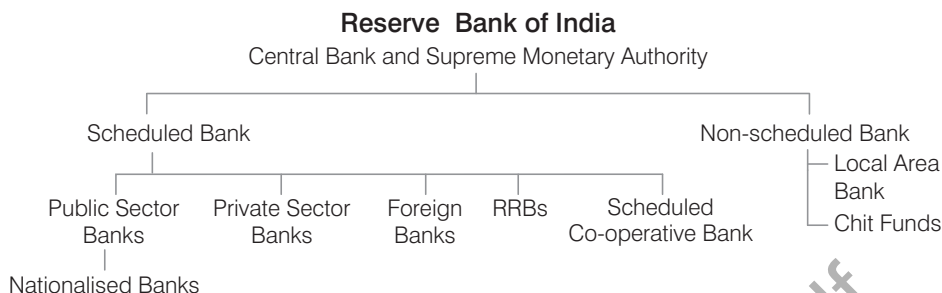 Reserve Bank of India
Central Bank and Supreme Monetary Authority
Scheduled Bank
Non-scheduled Bank
Local Area
Bank
Chit Funds
Public Sector
Banks
Private Sector
Banks
Foreign
Banks
RRBs
Scheduled
Co-operative Bank
Nationalised Banks